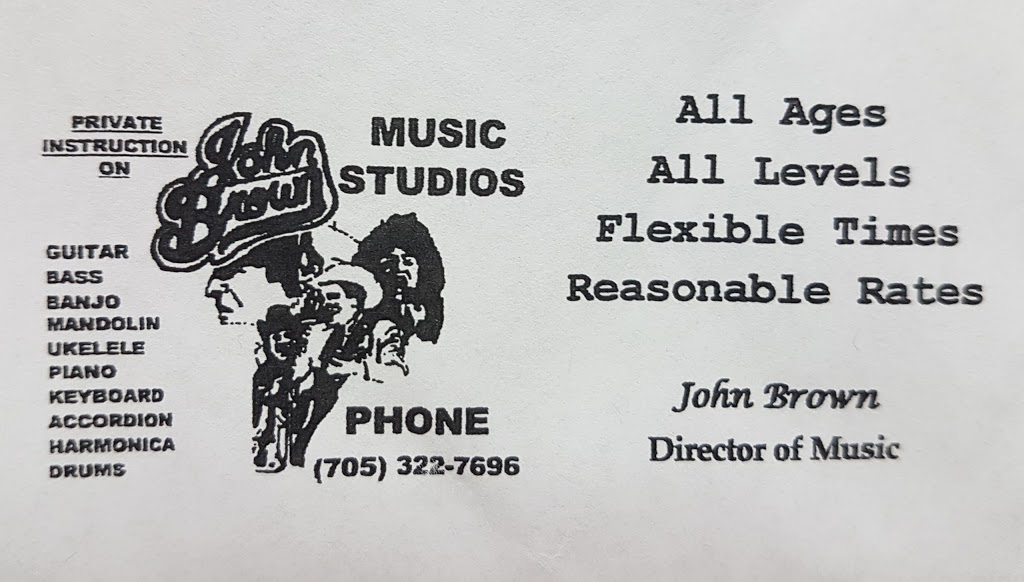 PRIVATE
INSTRUCTION
ON
GUITAR
BASS
BANJO
MANDOLIN
UKELELE
PIANO
KEYBOARD
ACCORDION
HARMONICA
DRUMS
John
Brown
MUSIC
STUDIOS
PHONE
(705) 322-7696
All Ages
All Levels
Flexible Times
Reasonable Rates
John Brown
Director of Music